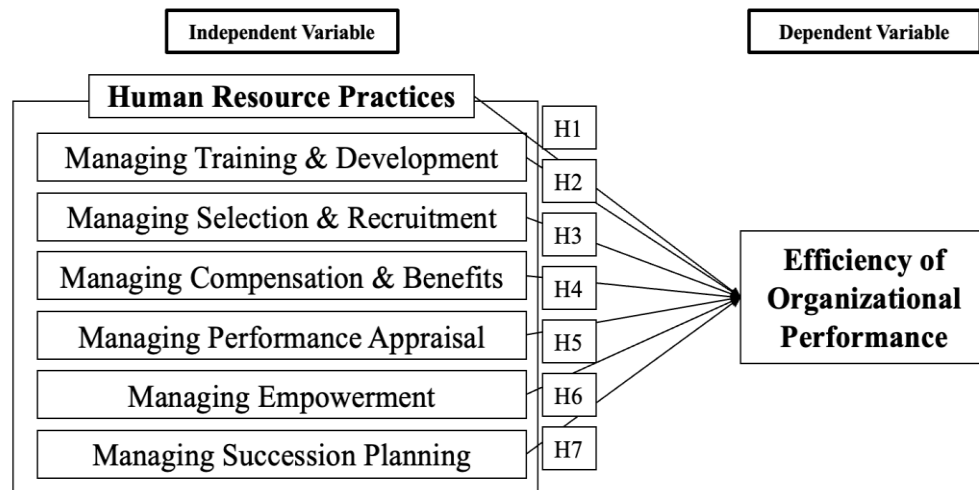 Independent Variable
Dependent Variable
Human Resource Practices
H1
Managing Training & Development
H2
Managing Selection & Recruitment
H3
Managing Compensation & Benefits
H4
Managing Performance Appraisal
H5
Managing Empowerment
H6
Managing Succession Planning
H7
Efficiency of
Organizational
Performance